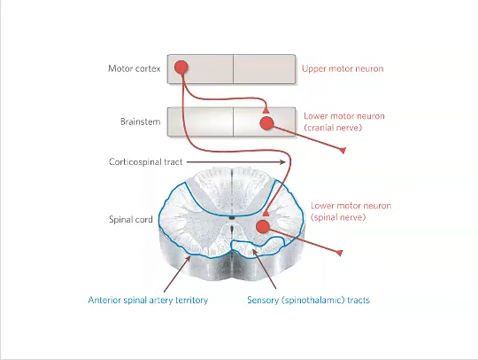 Motor cortex
Upper motor neuron
Brainstem
Lower motor neuron
(cranial nerve)
Corticospinal tract
Spinal cord
Lower motor neuron
(spinal nerve)
Anterior spinal artery territory
Sensory (spinothalamic) tracts